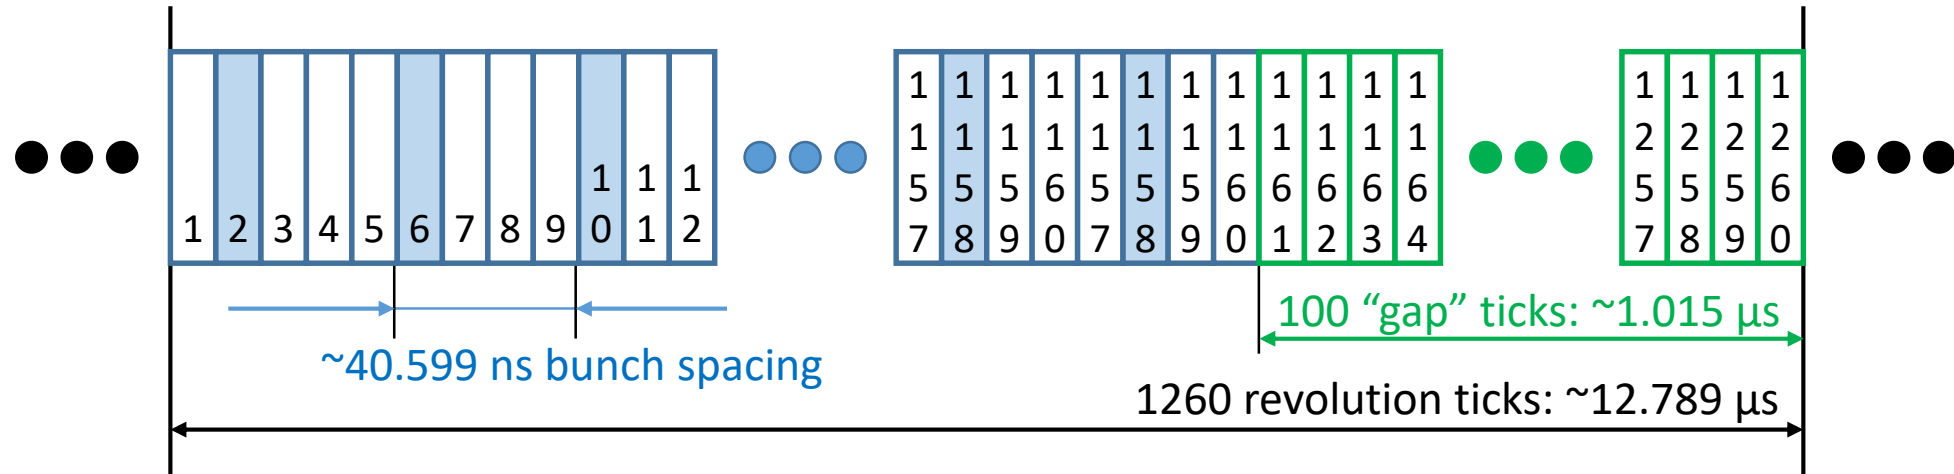 1 2 3 4 5 6 7 8 9 10 11 12 1157 1158 1159 1160 1157 1158 1159 1160 1161 1162 1163 1164 1257 1258 1259 1260
100 “gap” ticks: ~1.015 μs
~40.599 ns bunch spacing
1260 revolution ticks: ~12.789 μs